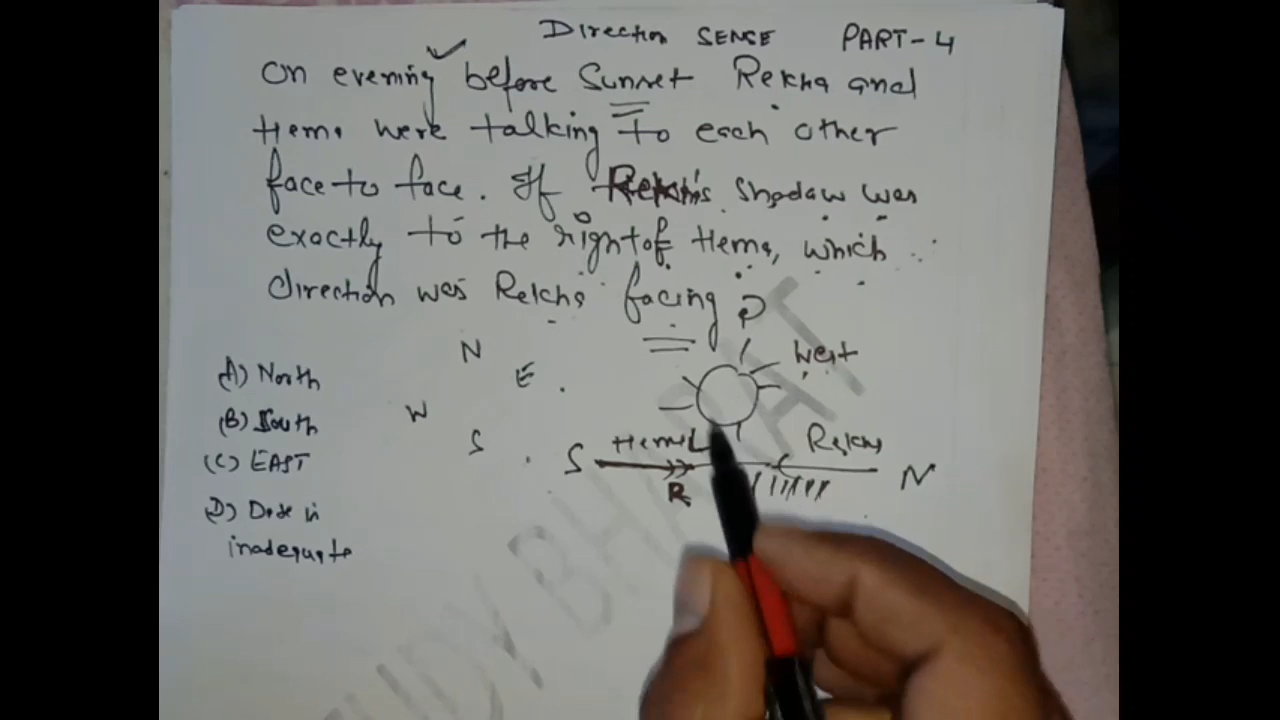 Direction SENSE PART-4
On evening before Sunset Rekha and
Hema were talking to each other
face to face. If Rekha's shadow was
exactly to the right of Hema, which
direction was Rekha facing ?
N
(A) North
E
West
W
(B) South
S
Hema L
Rekha
(C) EAST
S
N
R
(D) Data is
inadequate
STUDY BHARAT